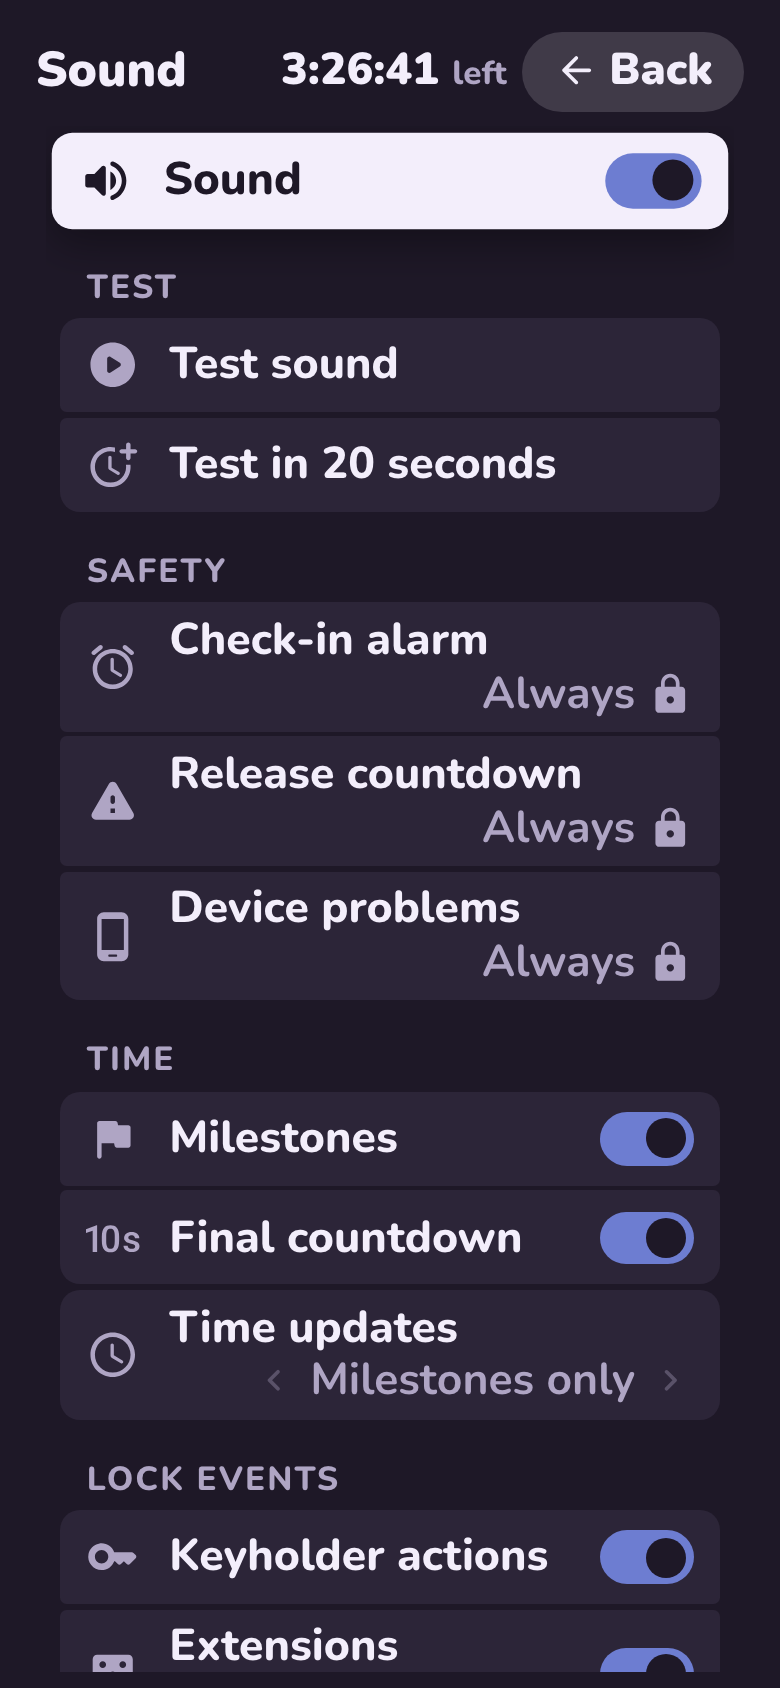 Sound
3:26:41 left
Back
Sound
TEST
Test sound
Test in 20 seconds
SAFETY
Check-in alarm
Always
Release countdown
Always
Device problems
Always
TIME
Milestones
10s Final countdown
Time updates
Milestones only
LOCK EVENTS
Keyholder actions
Extensions